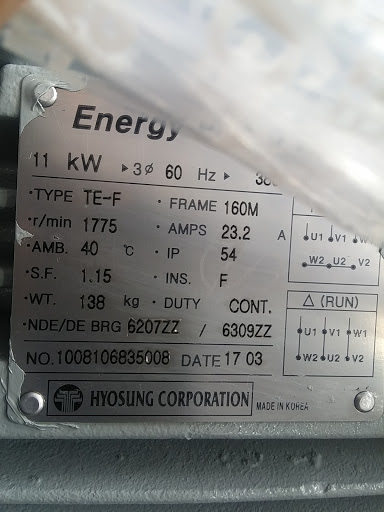 Energy
11 kW ▸3ø 60 Hz▸
·TYPE TE-F · FRAME 160M
·r/min 1775 · AMPS 23.2 A
·AMB. 40 °C · IP 54
·S.F. 1.15 · INS. F
·WT. 138 kg · DUTY CONT.
·NDE/DE BRG 6207ZZ / 6309ZZ
NO. 1008106835008 DATE 17 03
HYOSUNG CORPORATION MADE IN KOREA
U1 V1 W
W2 U2 V2
△ (RUN)
U1 V1 W1
W2 U2 V2